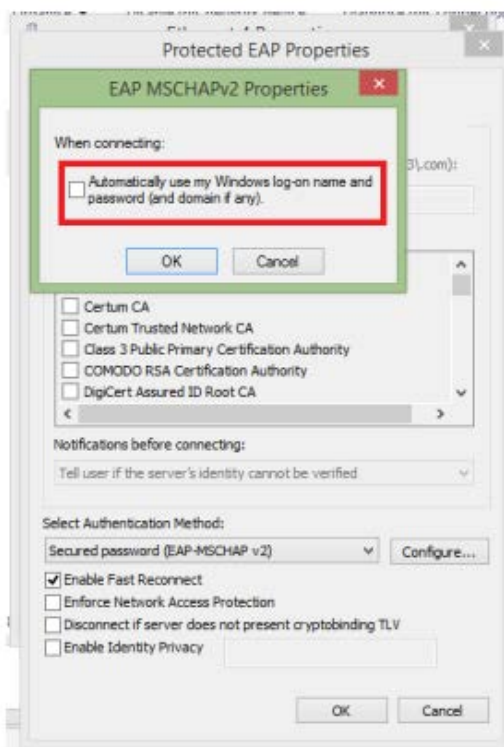 Protected EAP Properties
EAP MSCHAPv2 Properties
When connecting:
Automatically use my Windows log-on name and
password (and domain if any).
OK
Cancel
3\.com):
Certum CA
Certum Trusted Network CA
Class 3 Public Primary Certification Authority
COMODO RSA Certification Authority
DigiCert Assured ID Root CA
Notifications before connecting:
Tell user if the server's identity cannot be verified
Select Authentication Method:
Secured password (EAP-MSCHAP v2)
Configure...
Enable Fast Reconnect
Enforce Network Access Protection
Disconnect if server does not present cryptobinding TLV
Enable Identity Privacy
OK
Cancel